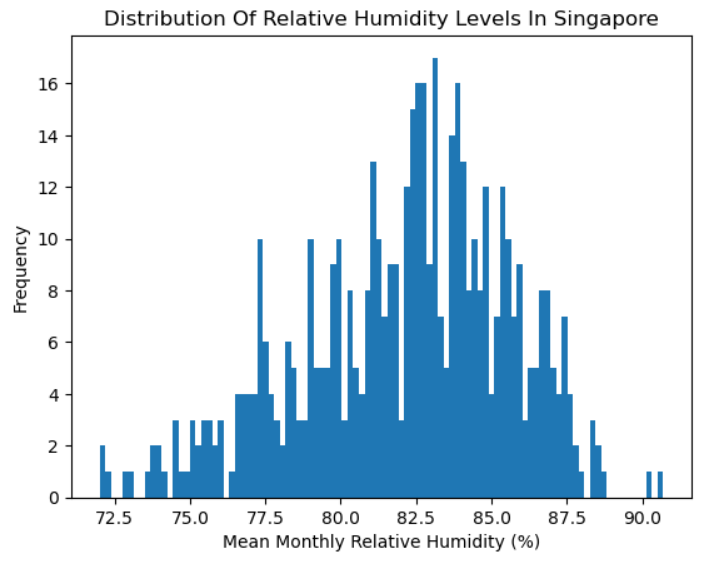 Distribution Of Relative Humidity Levels In Singapore
16
14
12
10
8
6
4
2
0
Frequency
72.5 75.0 77.5 80.0 82.5 85.0 87.5 90.0
Mean Monthly Relative Humidity (%)